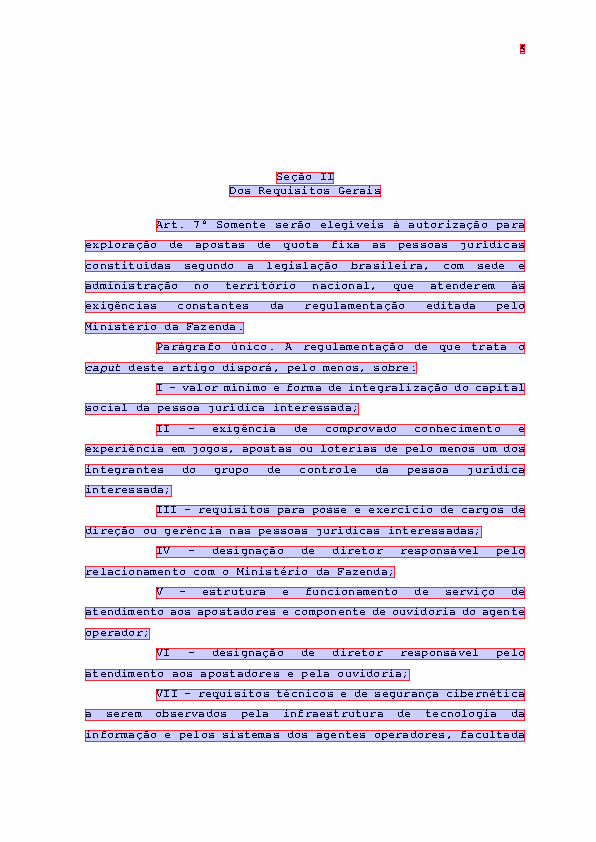 5
Seção II
Dos Requisitos Gerais
Art. 7º Somente serão elegíveis à autorização para
exploração de apostas de quota fixa as pessoas jurídicas
constituídas segundo a legislação brasileira, com sede e
administração no território nacional, que atenderem às
exigências constantes da regulamentação editada pelo
Ministério da Fazenda.
Parágrafo único. A regulamentação de que trata o
caput deste artigo disporá, pelo menos, sobre:
I – valor mínimo e forma de integralização do capital
social da pessoa jurídica interessada;
II – exigência de comprovado conhecimento e
experiência em jogos, apostas ou loterias de pelo menos um dos
integrantes do grupo de controle da pessoa jurídica
interessada;
III – requisitos para posse e exercício de cargos de
direção ou gerência nas pessoas jurídicas interessadas;
IV – designação de diretor responsável pelo
relacionamento com o Ministério da Fazenda;
V – estrutura e funcionamento de serviço de
atendimento aos apostadores e componente de ouvidoria do agente
operador;
VI – designação de diretor responsável pelo
atendimento aos apostadores e pela ouvidoria;
VII – requisitos técnicos e de segurança cibernética
a serem observados pela infraestrutura de tecnologia da
informação e pelos sistemas dos agentes operadores, facultada